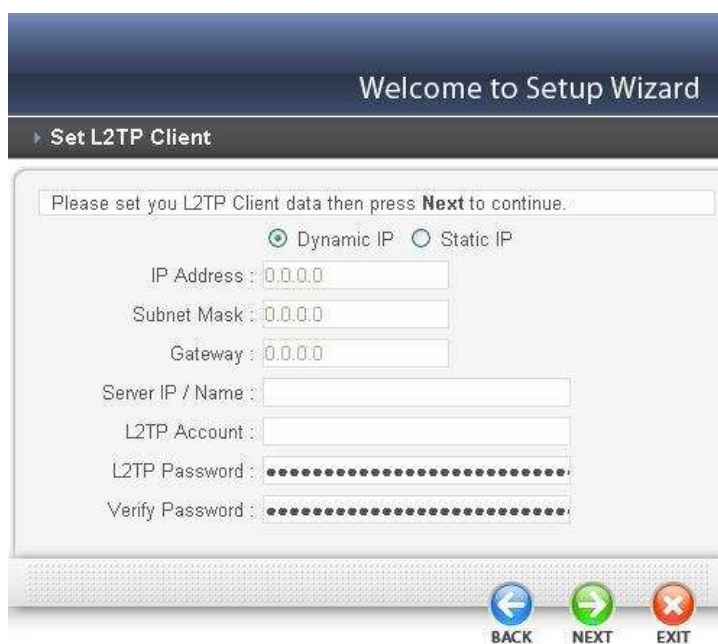 Welcome to Setup Wizard
Set L2TP Client
Please set you L2TP Client data then press Next to continue.
Dynamic IP Static IP
IP Address : 0.0.0.0
Subnet Mask : 0.0.0.0
Gateway : 0.0.0.0
Server IP / Name :
L2TP Account :
L2TP Password : ●●●●●●●●●●●●●●●●●●●●●●●●●●●
Verify Password : ●●●●●●●●●●●●●●●●●●●●●●●●●●●
BACK NEXT EXIT